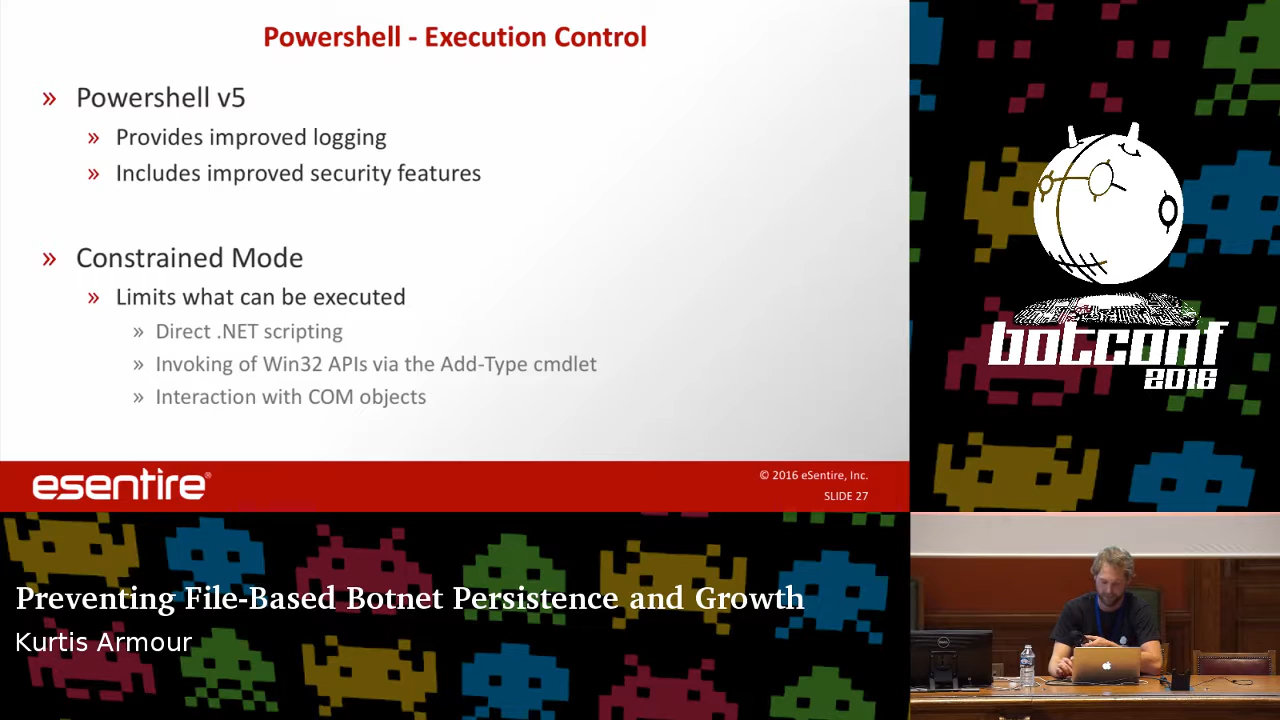 Powershell - Execution Control
» Powershell v5
» Provides improved logging
» Includes improved security features
» Constrained Mode
» Limits what can be executed
» Direct .NET scripting
» Invoking of Win32 APIs via the Add-Type cmdlet
» Interaction with COM objects
esentire®
© 2016 eSentire, Inc.
SLIDE 27
botconf
2016
Preventing File-Based Botnet Persistence and Growth
Kurtis Armour
DELL